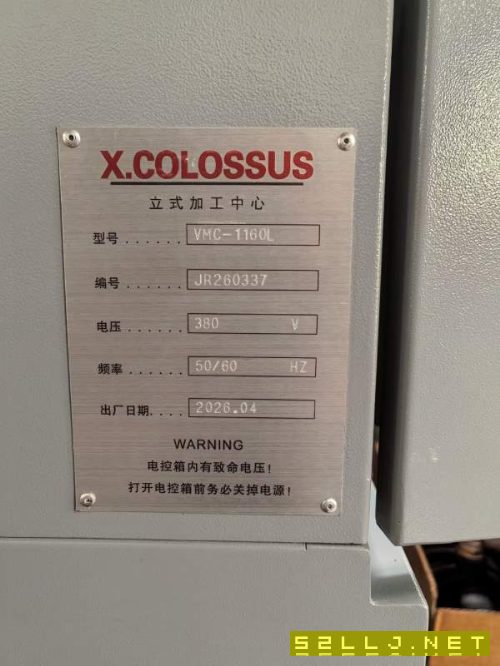 X.COLOSSUS
立式加工中心
型号...... VMC-1160L
编号...... JR260337
电压...... 380 V
频率...... 50/60 HZ
出厂日期.... 2026.04
WARNING
电控箱内有致命电压!
打开电控箱前务必关掉电源!
52LLJ.NET